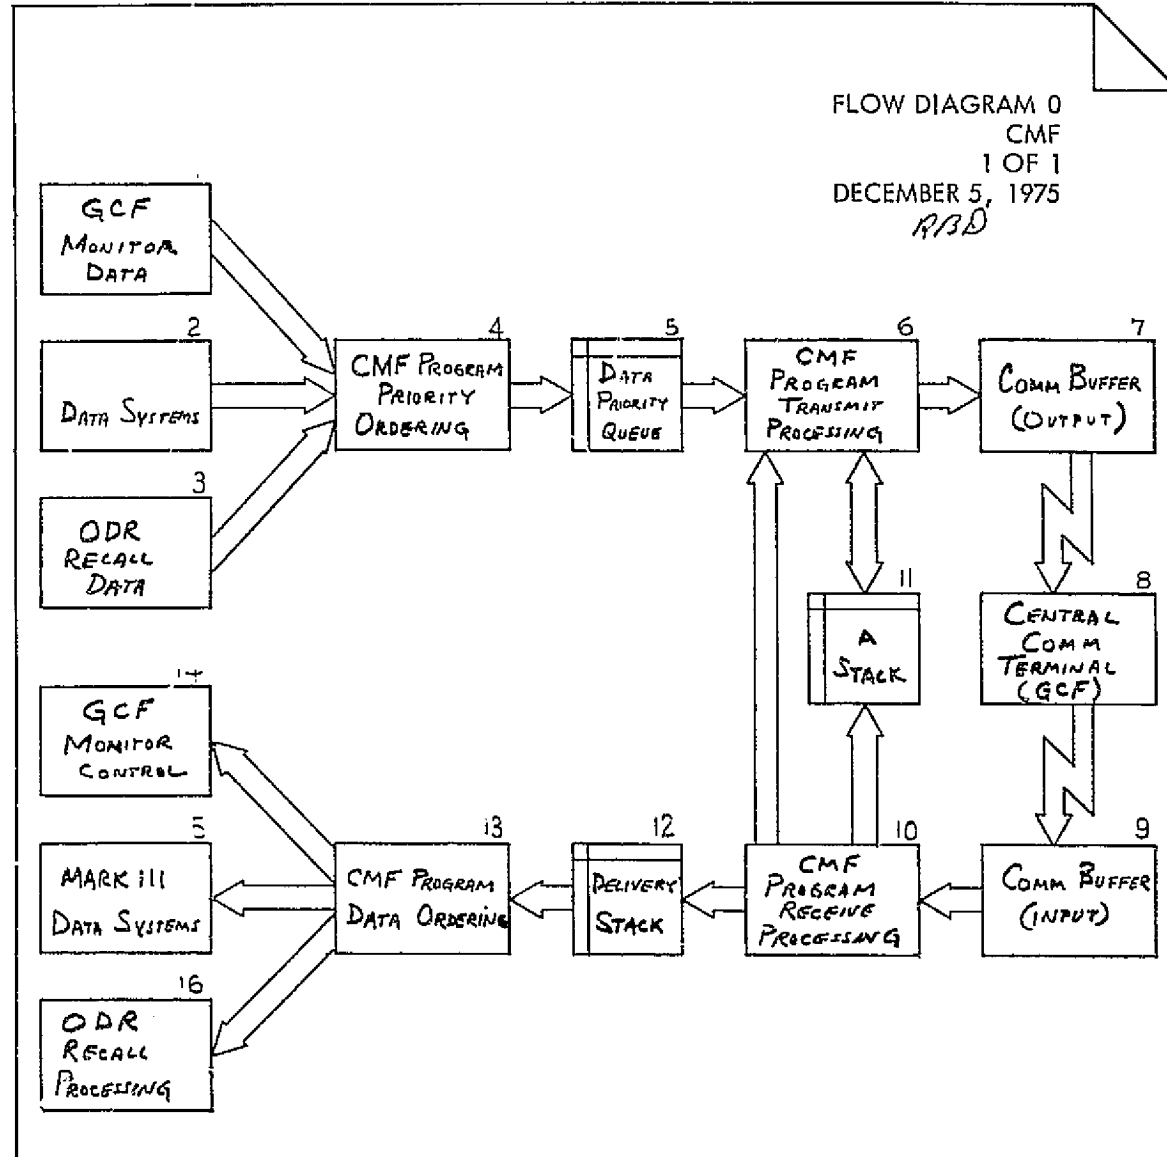 FLOW DIAGRAM 0
CMF
1 OF 1
DECEMBER 5, 1975
RBD
GCF
MONITOR
DATA
2
DATA SYSTEMS
3
ODR
RECALL
DATA
4
CMF PROGRAM
PRIORITY
ORDERING
5
DATA
PRIORITY
QUEUE
6
CMF
PROGRAM
TRANSMIT
PROCESSING
7
COMM BUFFER
(OUTPUT)
8
CENTRAL
COMM
TERMINAL
(GCF)
9
COMM BUFFER
(INPUT)
10
CMF
PROGRAM
RECEIVE
PROCESSING
11
A
STACK
12
DELIVERY
STACK
13
CMF PROGRAM
DATA ORDERING
14
GCF
MONITOR
CONTROL
5
MARK III
DATA SYSTEMS
16
ODR
RECALL
PROCESSING